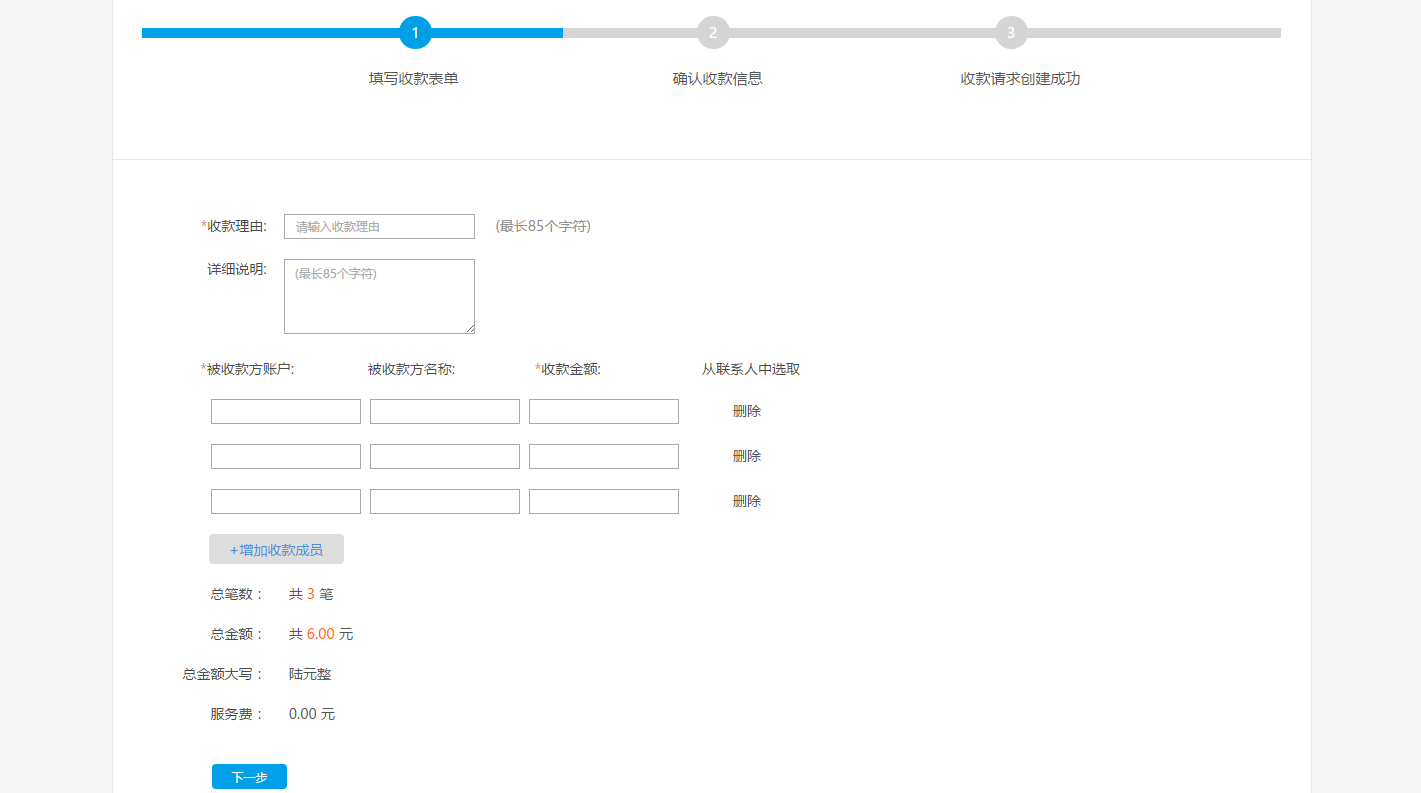 1 2 3
填写收款表单 确认收款信息 收款请求创建成功
*收款理由: 请输入收款理由 (最长85个字符)
详细说明: (最长85个字符)
*被收款方账户: 被收款方名称: *收款金额: 从联系人中选取
删除
删除
删除
+增加收款成员
总笔数： 共 3 笔
总金额： 共 6.00 元
总金额大写： 陆元整
服务费： 0.00 元
下一步